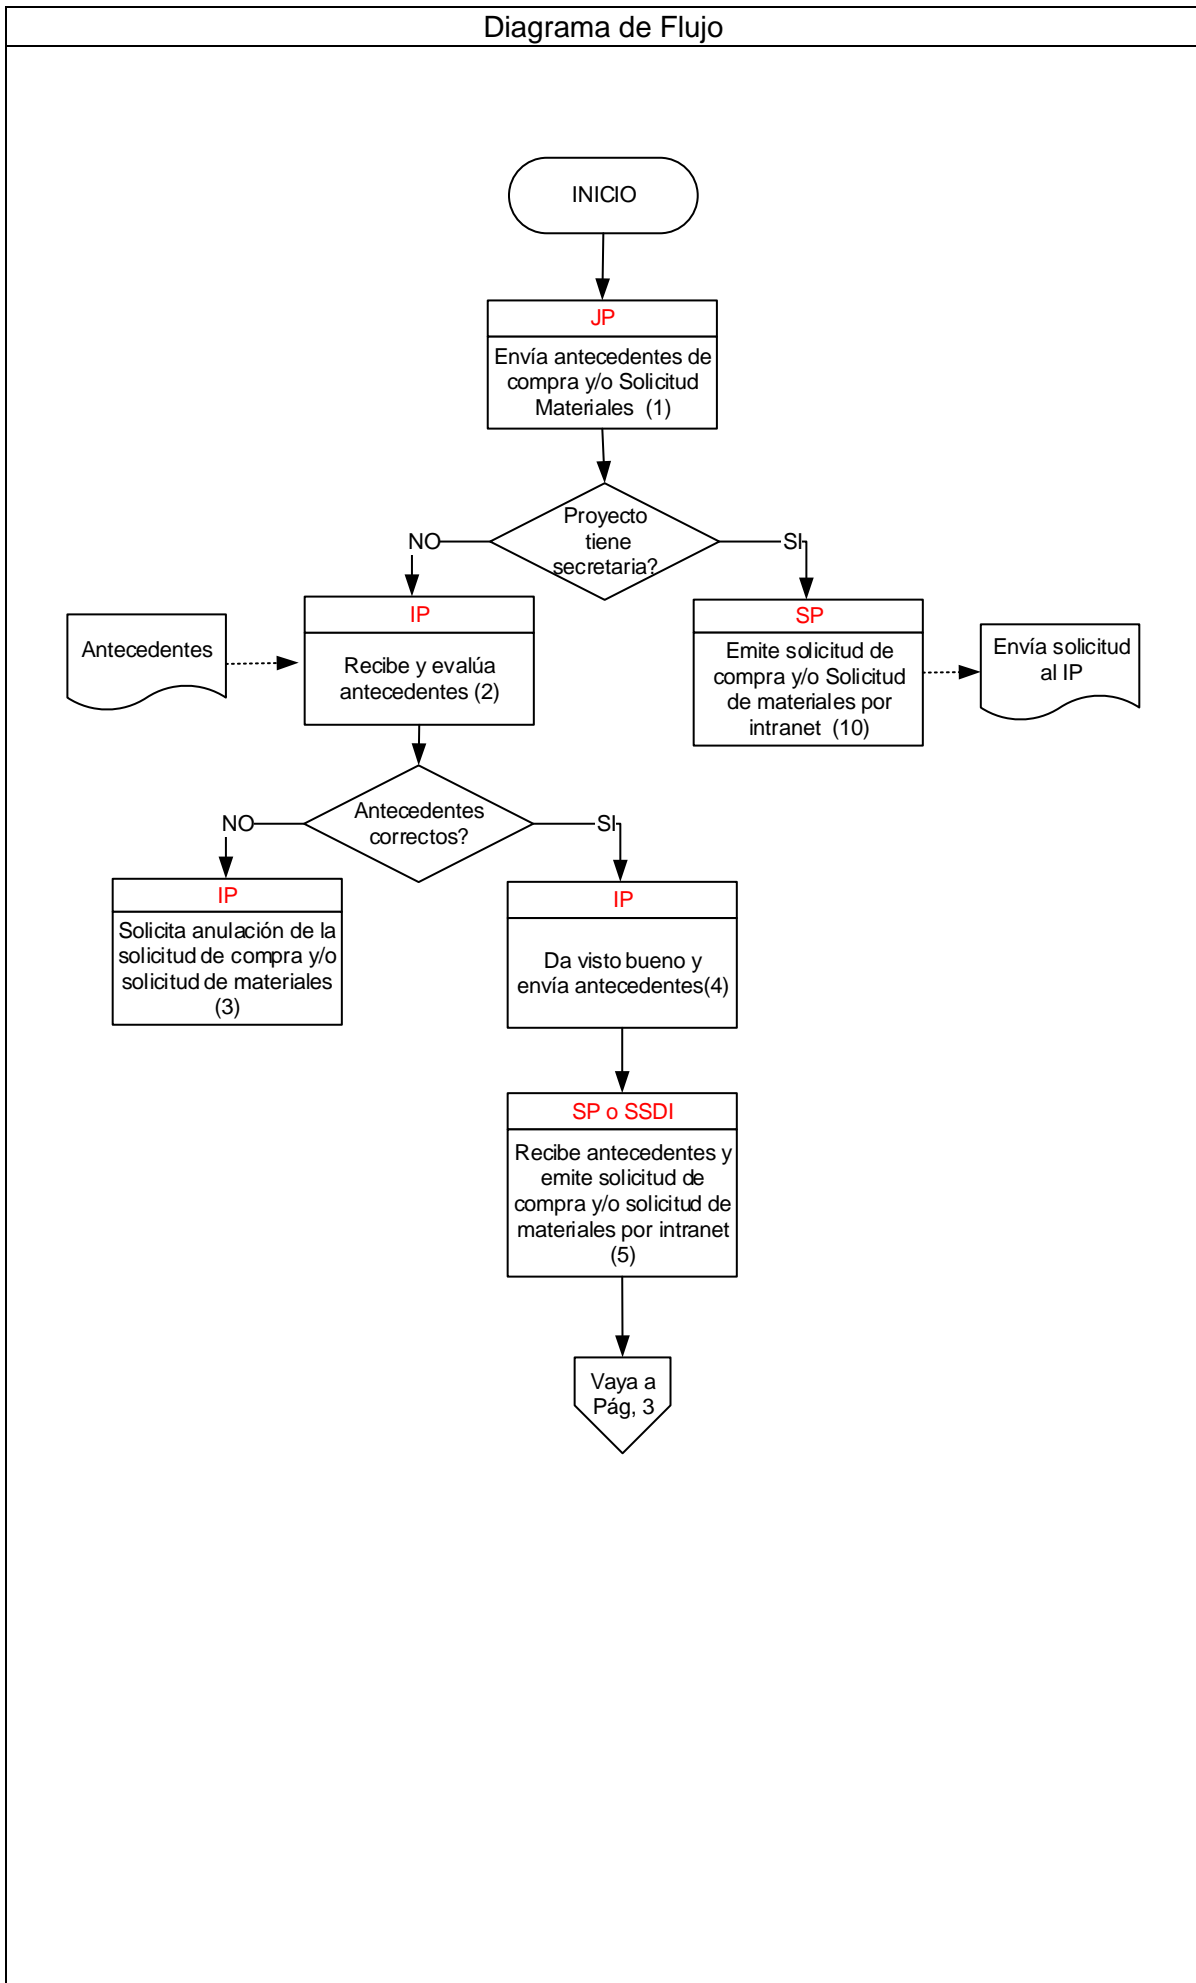 Diagrama de Flujo
INICIO
JP
Envía antecedentes de
compra y/o Solicitud
Materiales (1)
Proyecto
tiene
secretaria?
NO
SI
IP
Recibe y evalúa
antecedentes (2)
Antecedentes
SP
Emite solicitud de
compra y/o Solicitud
de materiales por
intranet (10)
Envía solicitud
al IP
Antecedentes
correctos?
NO
SI
IP
Solicita anulación de la
solicitud de compra y/o
solicitud de materiales
(3)
IP
Da visto bueno y
envía antecedentes(4)
SP o SSDI
Recibe antecedentes y
emite solicitud de
compra y/o solicitud de
materiales por intranet
(5)
Vaya a
Pág, 3